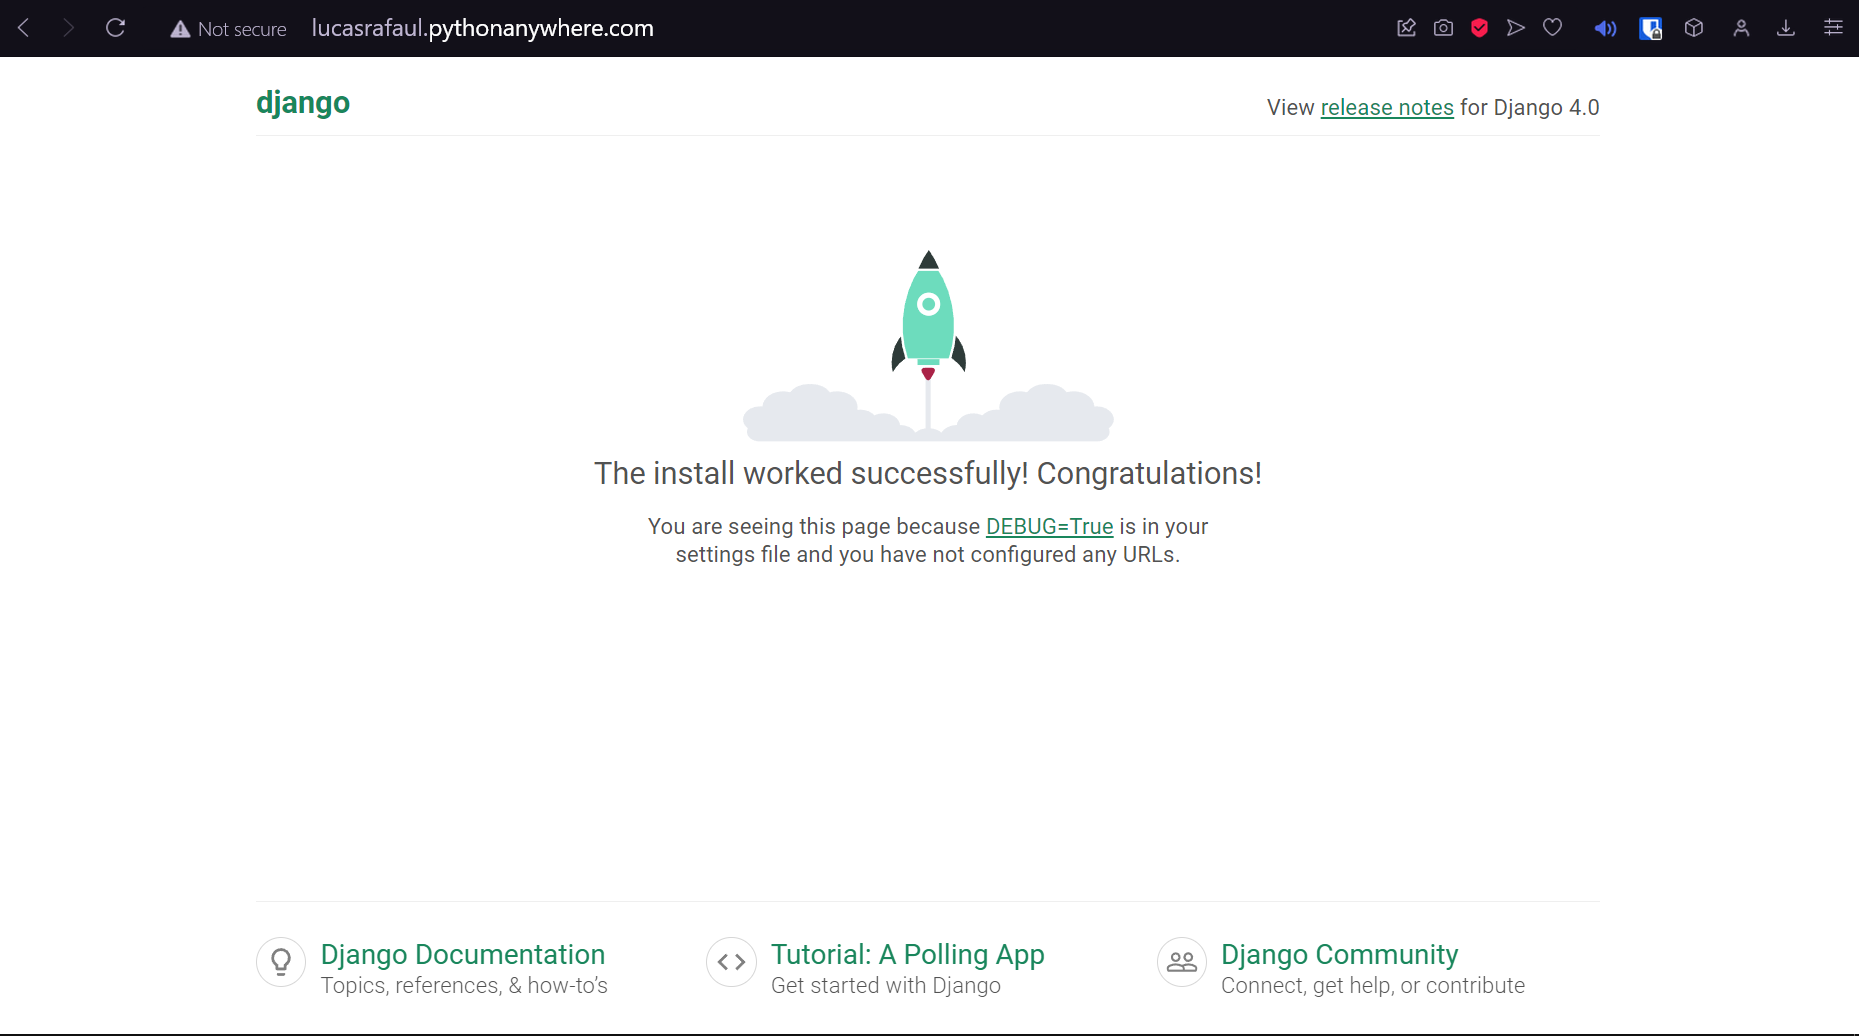 Not secure lucasrafaul.pythonanywhere.com
django
View release notes for Django 4.0
The install worked successfully! Congratulations!
You are seeing this page because DEBUG=True is in your
settings file and you have not configured any URLs.
Django Documentation
Topics, references, & how-to’s
Tutorial: A Polling App
Get started with Django
Django Community
Connect, get help, or contribute